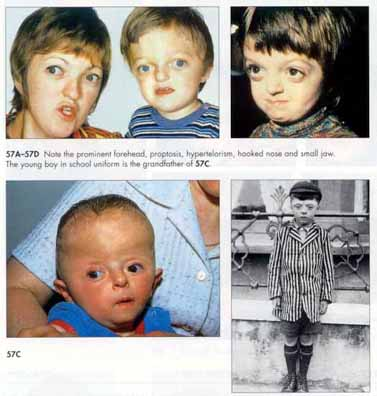 57A–57D Note the prominent forehead, proptosis, hypertelorism, hooked nose and small jaw.
The young boy in school uniform is the grandfather of 57C.
57C